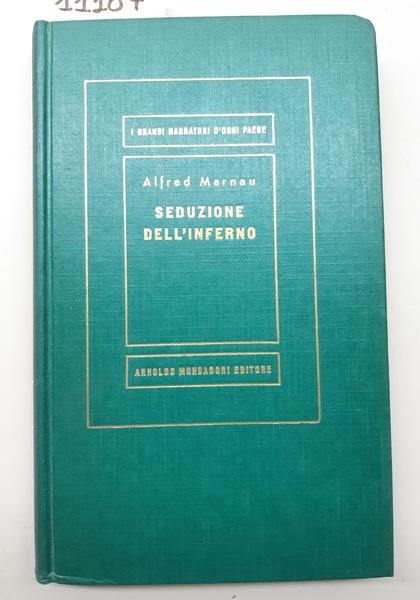 I GRANDI NARRATORI D'OGNI PAESE
Alfred Marnau
SEDUZIONE
DELL'INFERNO
ARNOLDO MONDADORI EDITORE